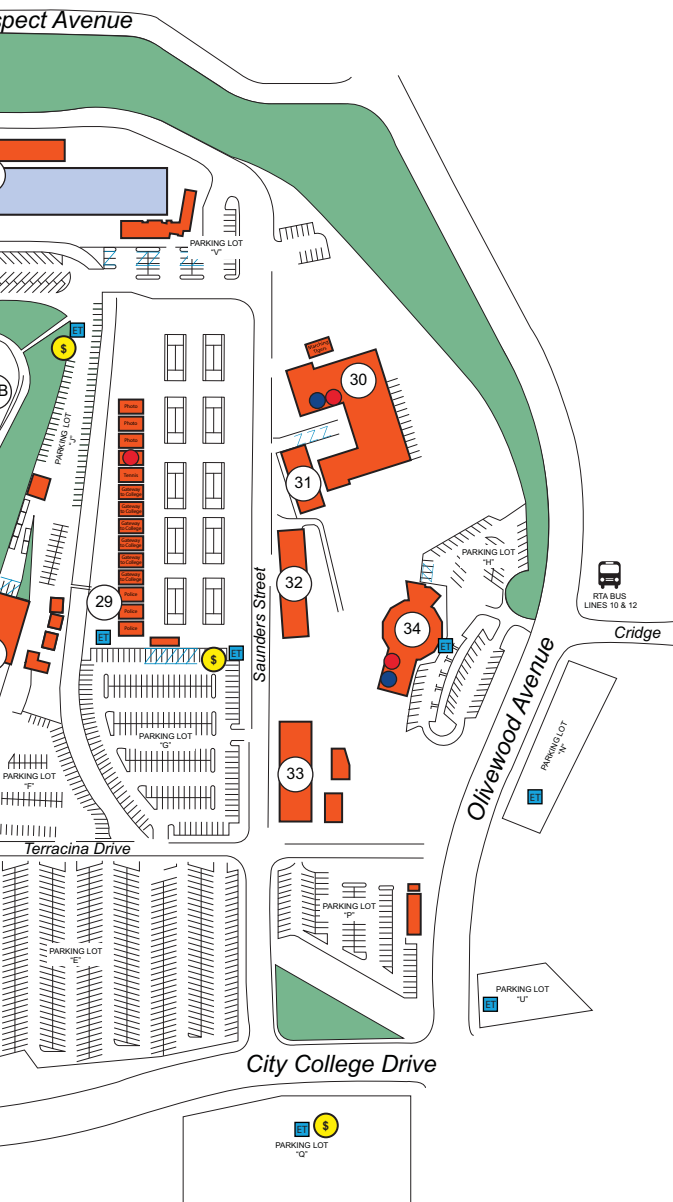 spect Avenue
PARKING LOT
"V"
ET
$
B
PARKING LOT
"J"
30
31
Photo
Photo
Photo
Tennis
Gateway
to College
Gateway
to College
Gateway
to College
Gateway
to College
Gateway
to College
Gateway
to College
Police
Police
Police
29
32
Saunders Street
PARKING LOT
"H"
RTA BUS
LINES 10 & 12
Cridge
34
ET
ET
$
ET
Olivewood Avenue
PARKING LOT
"N"
ET
PARKING LOT
"G"
33
PARKING LOT
"F"
Terracina Drive
PARKING LOT
"P"
PARKING LOT
"E"
PARKING LOT
"U"
ET
City College Drive
ET
$
PARKING LOT
"Q"